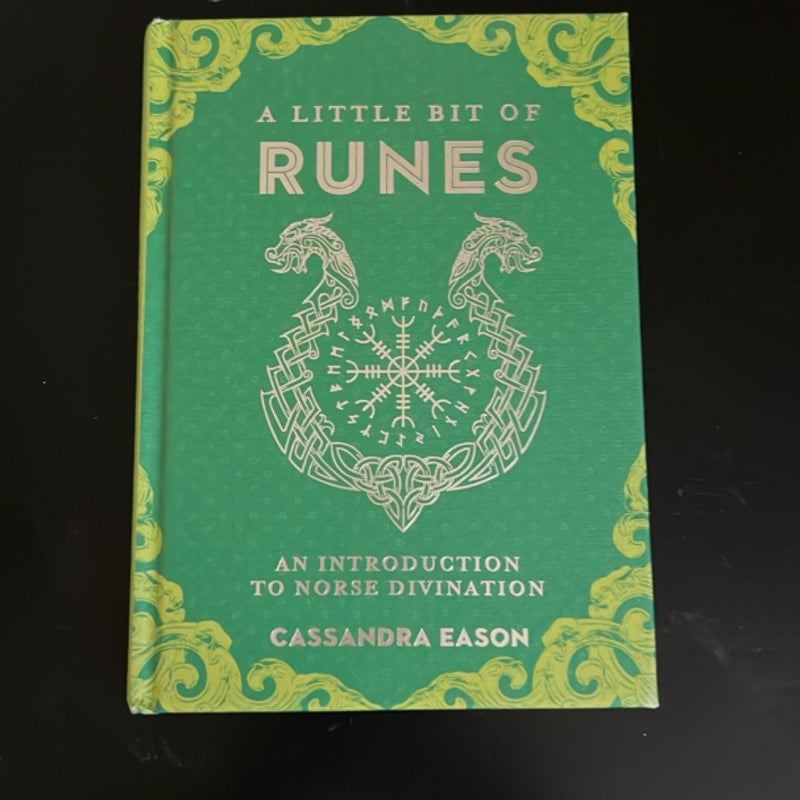 A LITTLE BIT OF
RUNES
AN INTRODUCTION
TO NORSE DIVINATION
CASSANDRA EASON